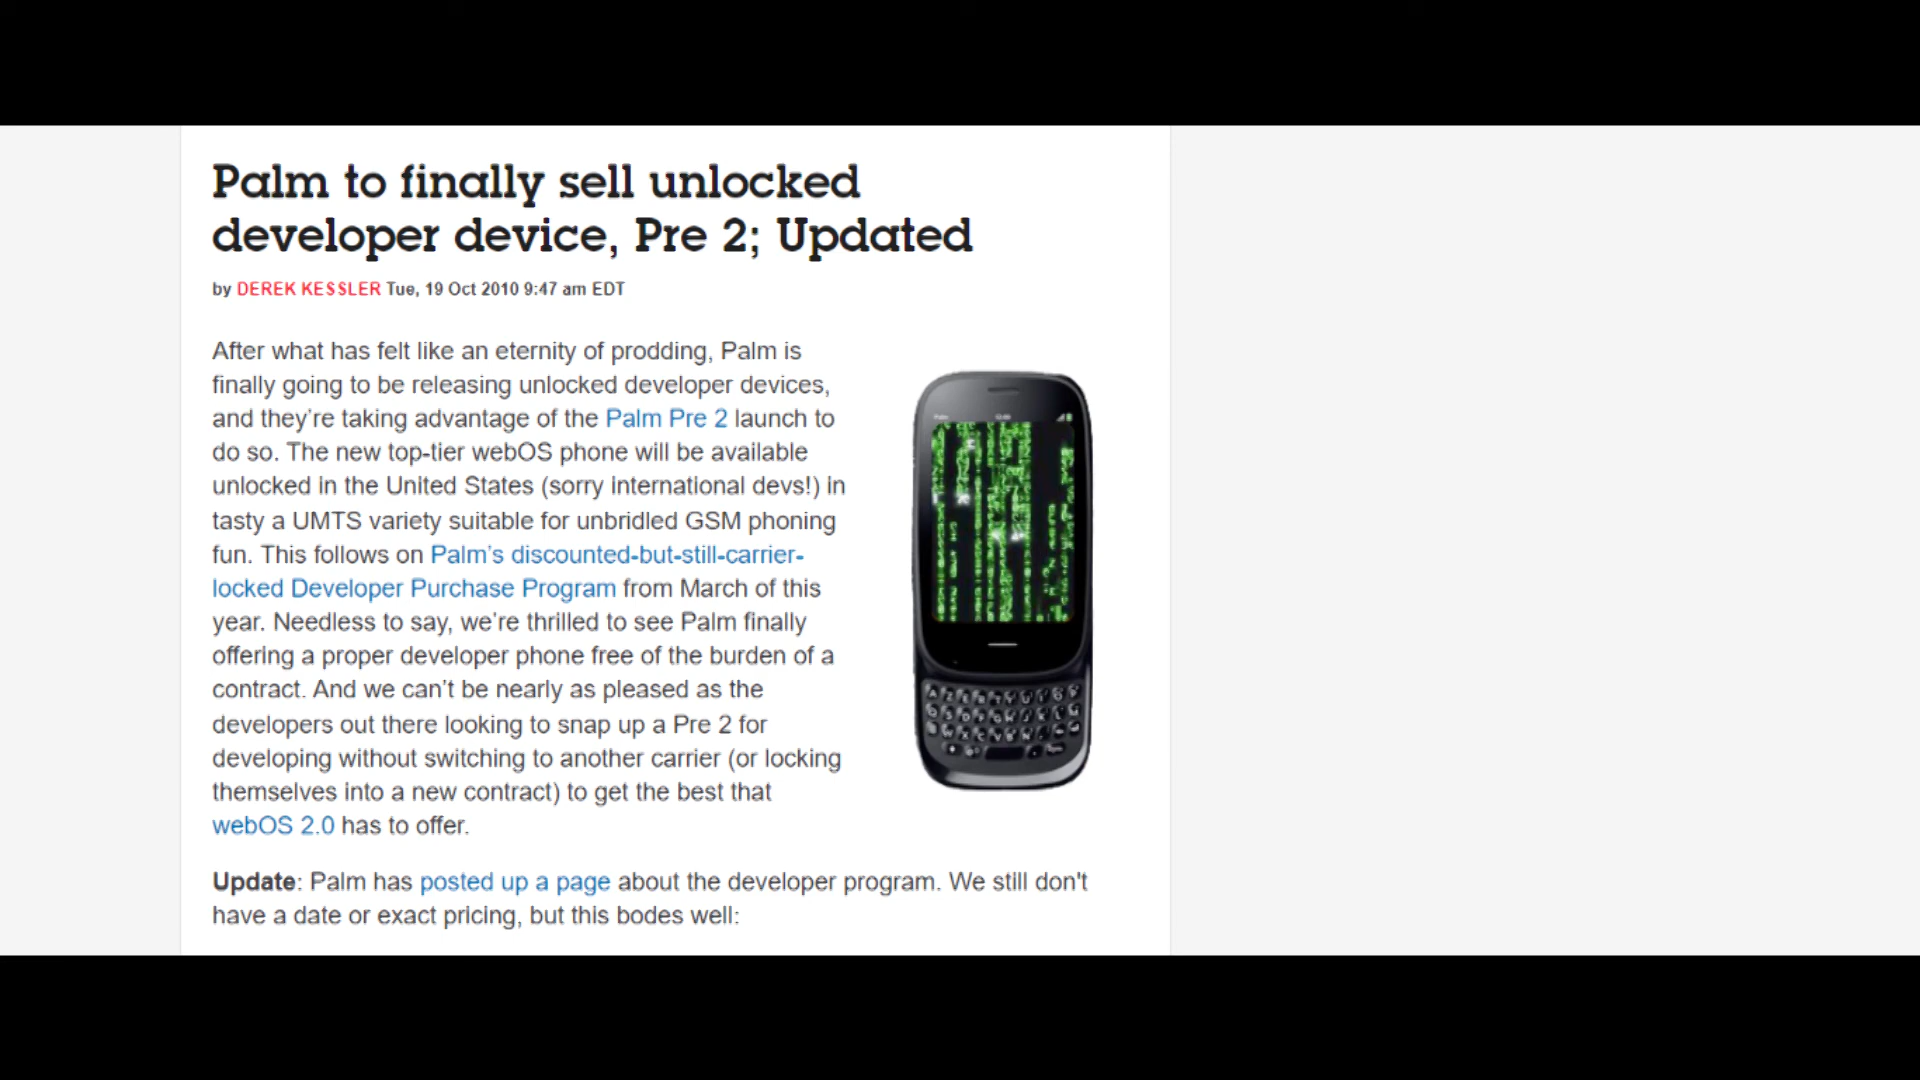 Palm to finally sell unlocked
developer device, Pre 2; Updated
by DEREK KESSLER Tue, 19 Oct 2010 9:47 am EDT
After what has felt like an eternity of prodding, Palm is
finally going to be releasing unlocked developer devices,
and they’re taking advantage of the Palm Pre 2 launch to
do so. The new top-tier webOS phone will be available
unlocked in the United States (sorry international devs!) in
tasty a UMTS variety suitable for unbridled GSM phoning
fun. This follows on Palm’s discounted-but-still-carrier-
locked Developer Purchase Program from March of this
year. Needless to say, we’re thrilled to see Palm finally
offering a proper developer phone free of the burden of a
contract. And we can’t be nearly as pleased as the
developers out there looking to snap up a Pre 2 for
developing without switching to another carrier (or locking
themselves into a new contract) to get the best that
webOS 2.0 has to offer.
Update: Palm has posted up a page about the developer program. We still don't
have a date or exact pricing, but this bodes well: